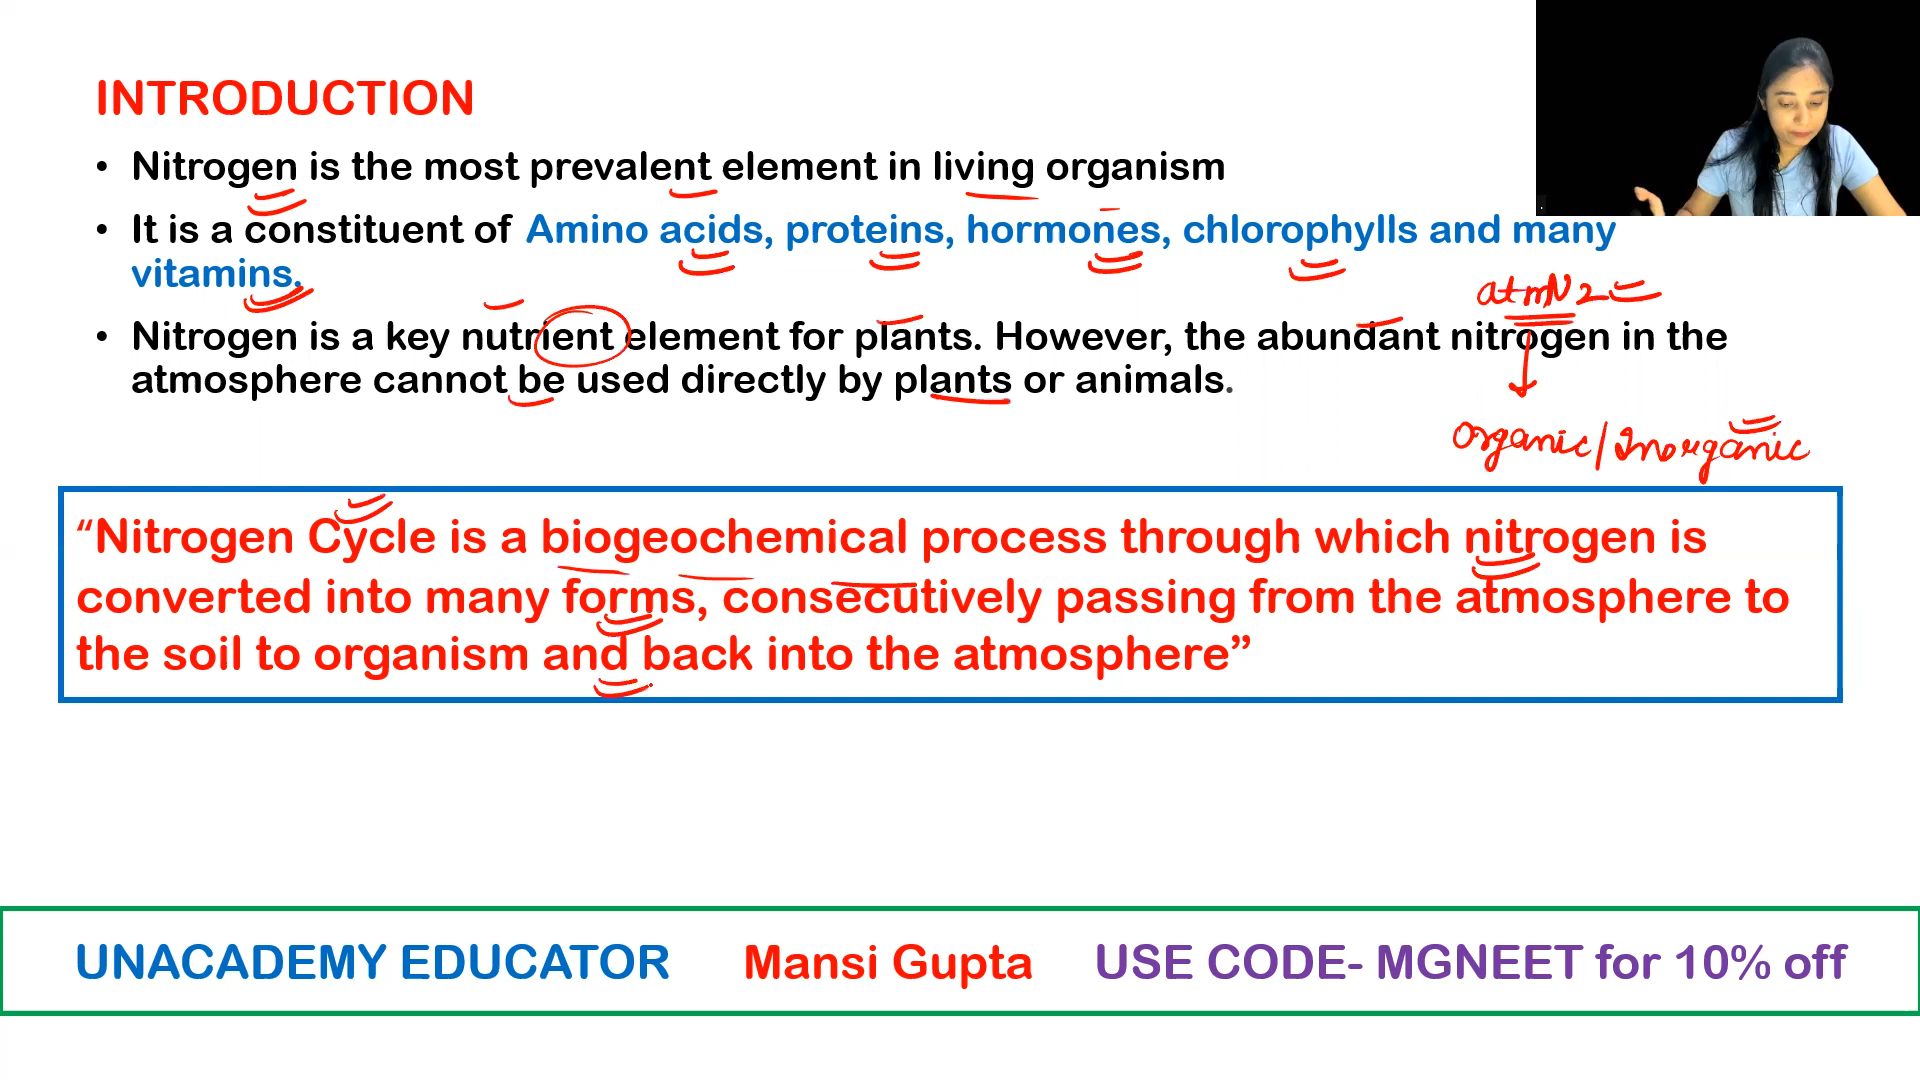 INTRODUCTION
• Nitrogen is the most prevalent element in living organism
• It is a constituent of Amino acids, proteins, hormones, chlorophylls and many
vitamins.
atmN2
• Nitrogen is a key nutrient element for plants. However, the abundant nitrogen in the
atmosphere cannot be used directly by plants or animals.
Organic/Inorganic
“Nitrogen Cycle is a biogeochemical process through which nitrogen is
converted into many forms, consecutively passing from the atmosphere to
the soil to organism and back into the atmosphere”
UNACADEMY EDUCATOR Mansi Gupta USE CODE- MGNEET for 10% off